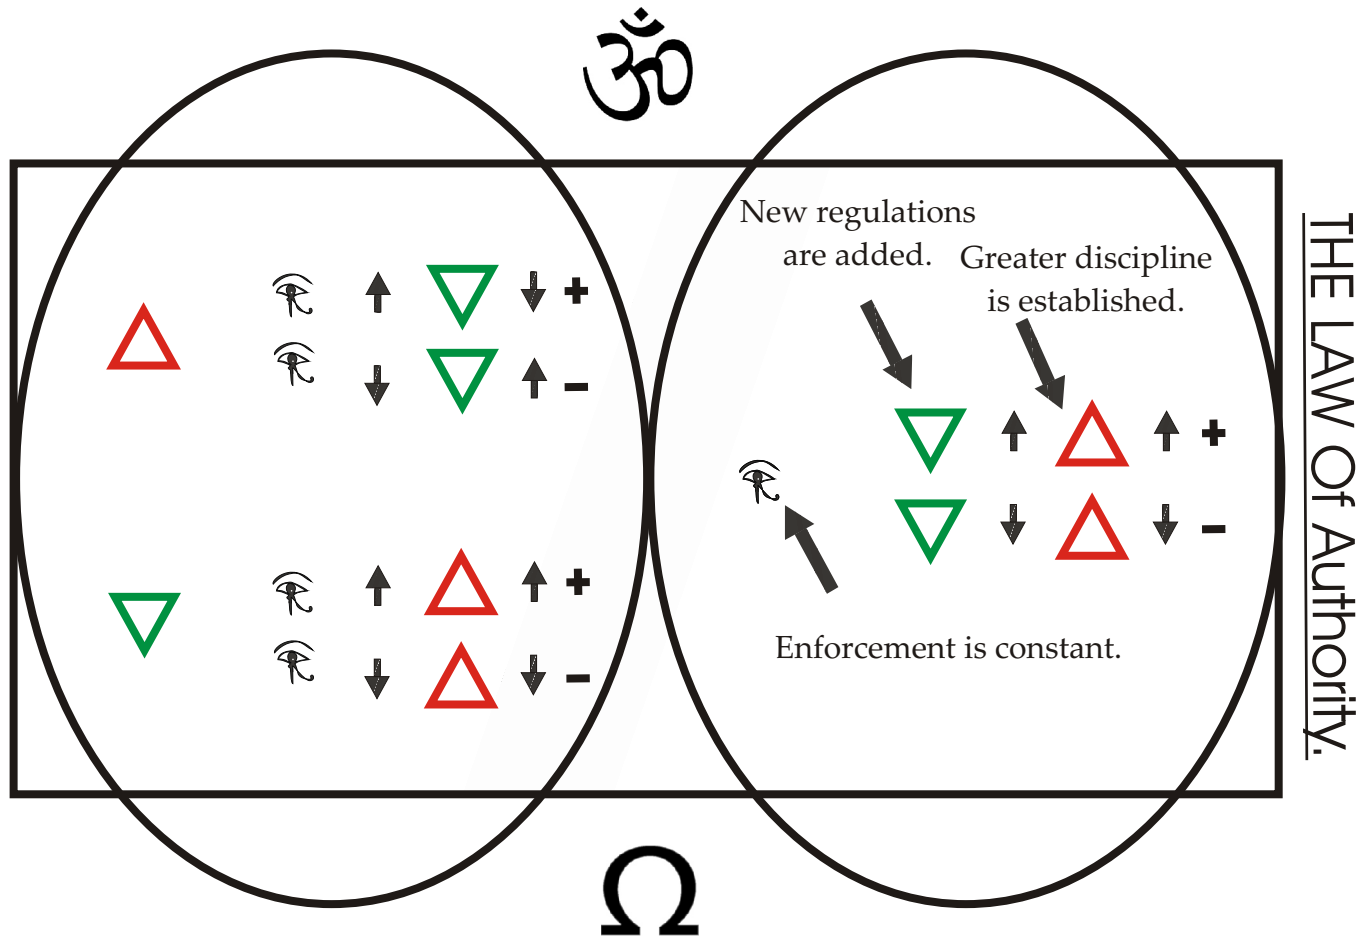 ॐ
New regulations
are added.
Greater discipline
is established.
+
−
+
−
+
−
+
−
Enforcement is constant.
THE LAW Of Authority.
Ω